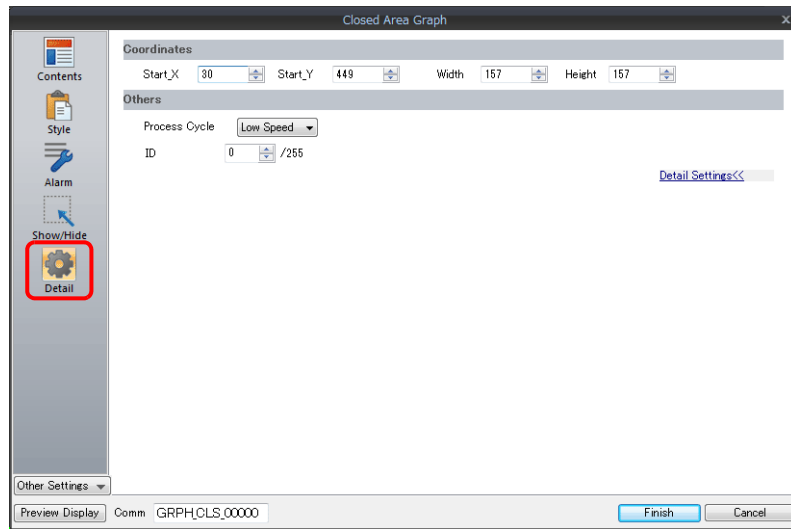 Closed Area Graph
x
Contents
Style
Alarm
Show/Hide
Detail
Other Settings
Coordinates
Start_X 30 Start_Y 449 Width 157 Height 157
Others
Process Cycle Low Speed
ID 0 /255
Detail Settings<<
Preview Display Comm GRPH_CLS_00000 Finish Cancel